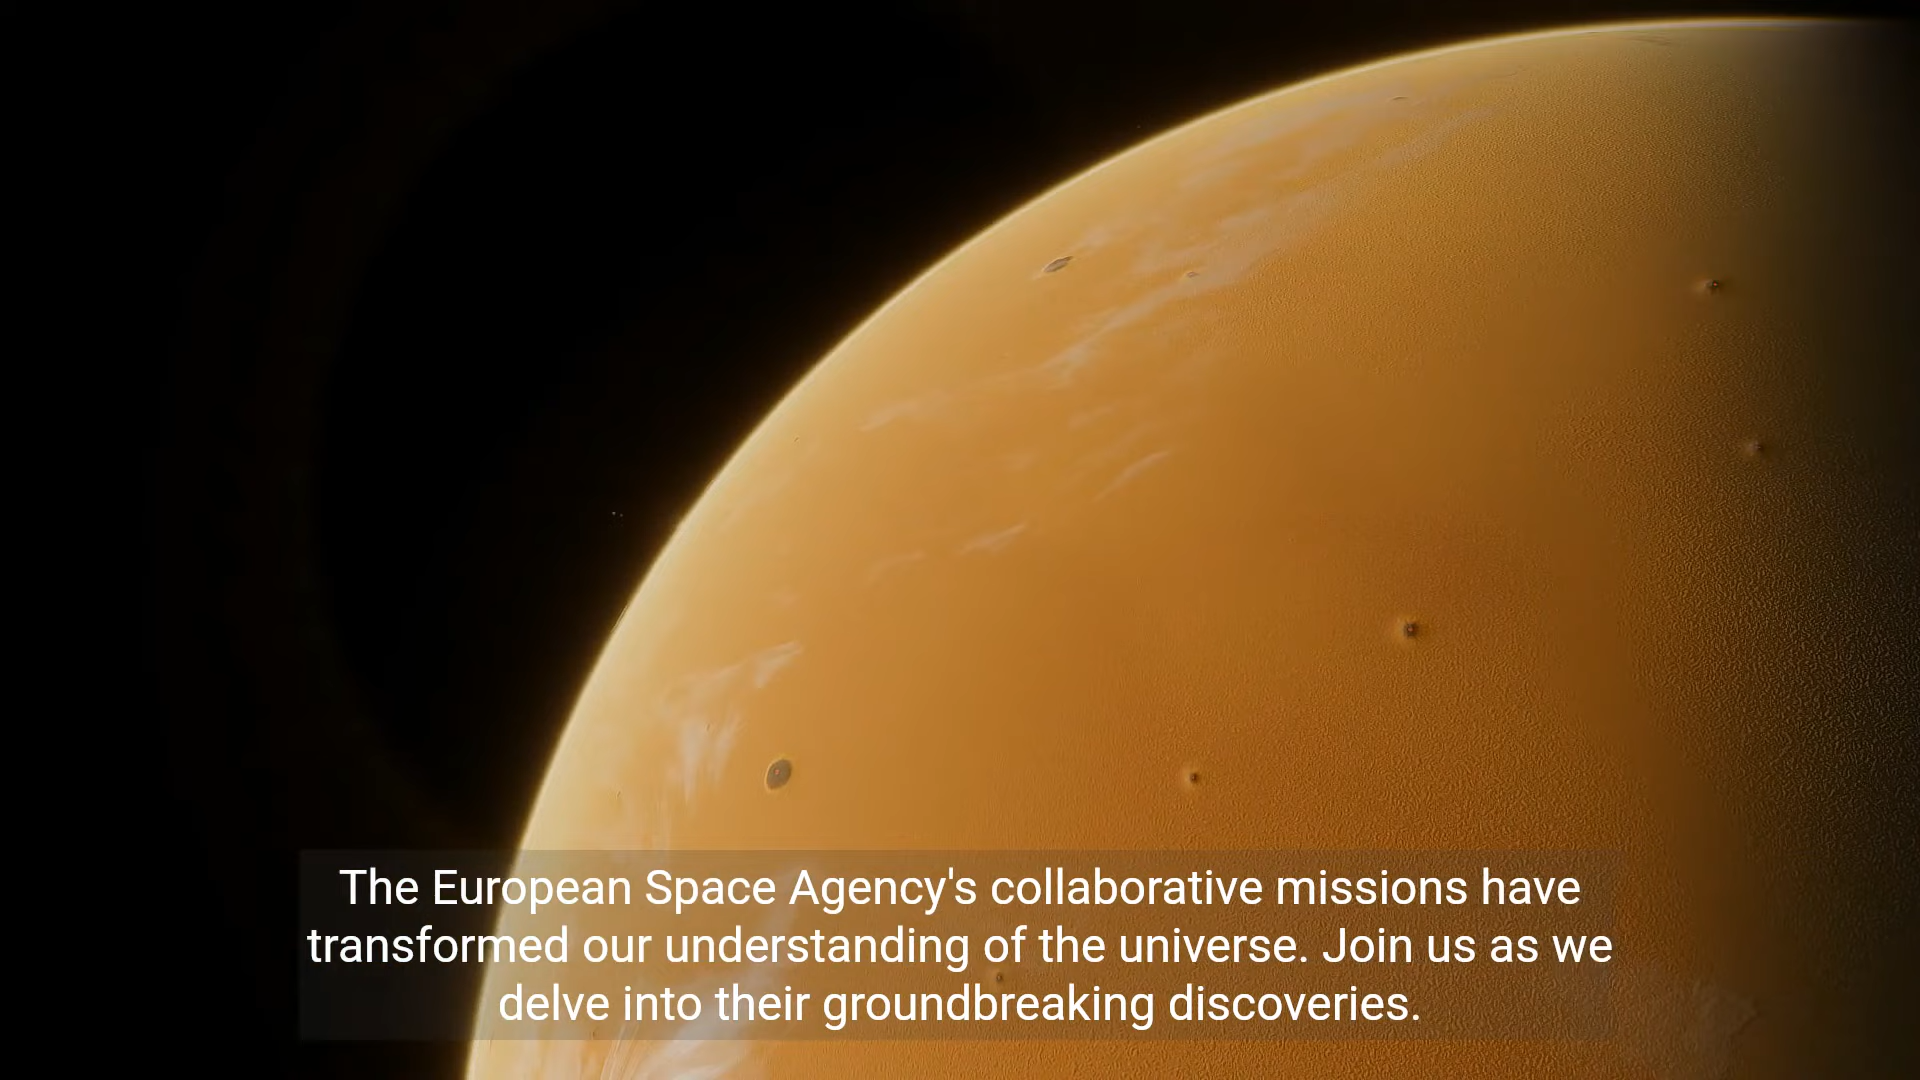 The European Space Agency's collaborative missions have
transformed our understanding of the universe. Join us as we
delve into their groundbreaking discoveries.